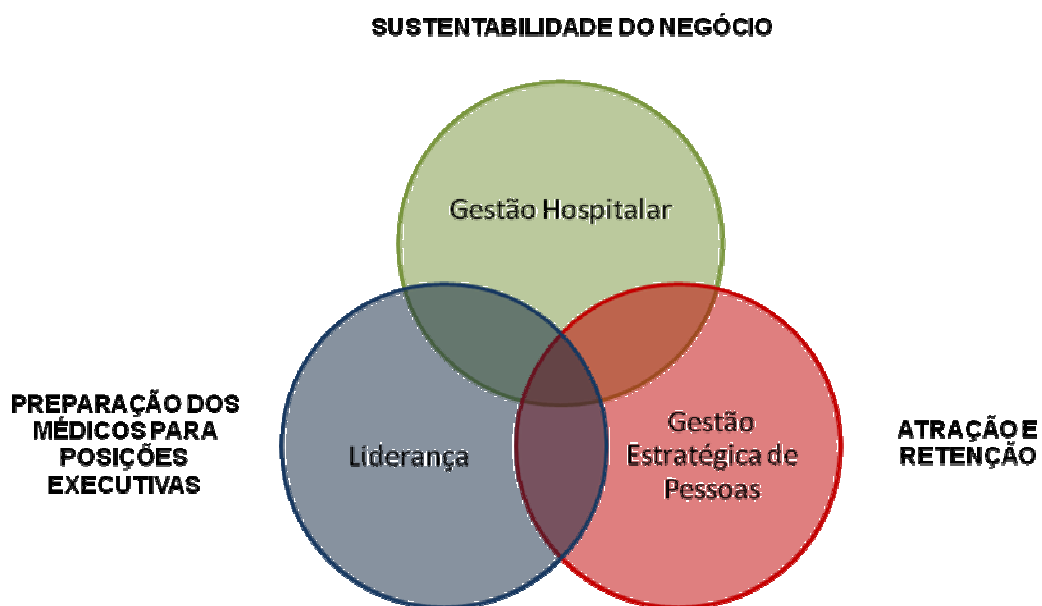 SUSTENTABILIDADE DO NEGÓCIO
Gestão Hospitalar
PREPARAÇÃO DOS
MÉDICOS PARA
POSIÇÕES
EXECUTIVAS
Liderança
Gestão
Estratégica de
Pessoas
ATRAÇÃO E
RETENÇÃO